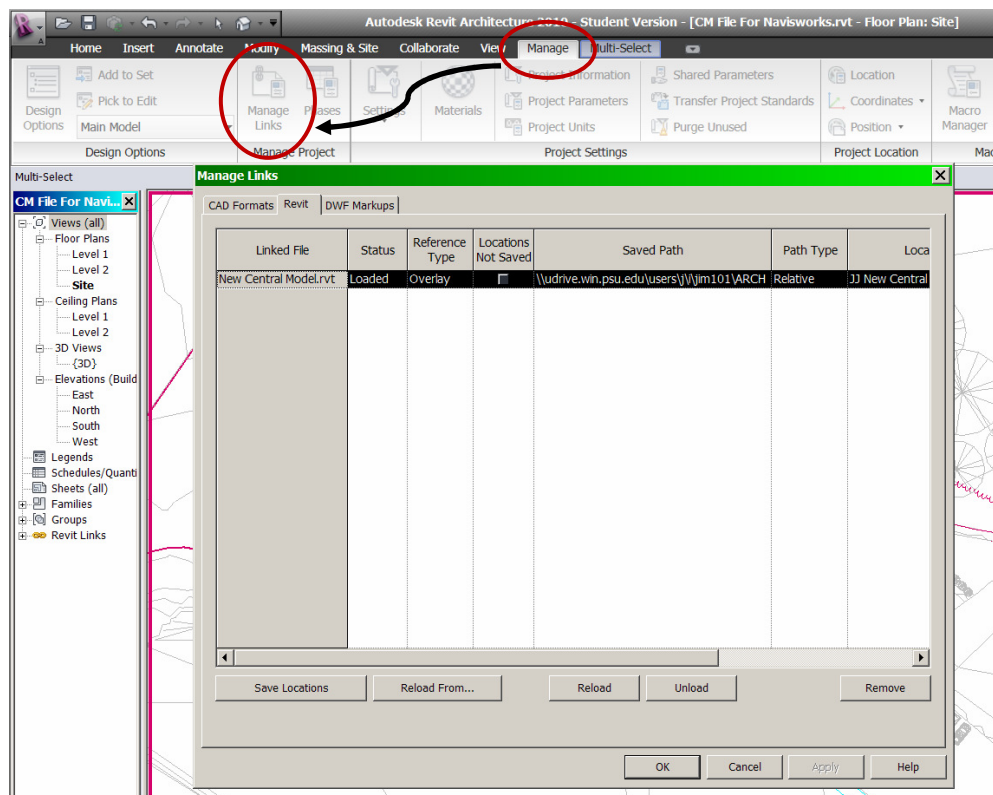 Autodesk Revit Architecture 2010 - Student Version - [CM File For Navisworks.rvt - Floor Plan: Site]
Home Insert Annotate Modify Massing & Site Collaborate View Manage Multi-Select
Add to Set
Pick to Edit
Design Options
Main Model
Manage Links
Phases
Settings
Materials
Project Information
Project Parameters
Project Units
Shared Parameters
Transfer Project Standards
Purge Unused
Location
Coordinates
Position
Macro Manager
Design Options
Manage Project
Project Settings
Project Location
Mac
Multi-Select
CM File For Navi...
Views (all)
Floor Plans
Level 1
Level 2
Site
Ceiling Plans
Level 1
Level 2
3D Views
{3D}
Elevations (Build
East
North
South
West
Legends
Schedules/Quanti
Sheets (all)
Families
Groups
Revit Links
Manage Links
CAD Formats Revit DWF Markups
Linked File Status Reference Type Locations Not Saved Saved Path Path Type Loca
New Central Model.rvt Loaded Overlay \\udrive.win.psu.edu\users\j\j\jim101\ARCH Relative JJ New Central
Save Locations Reload From... Reload Unload Remove
OK Cancel Apply Help